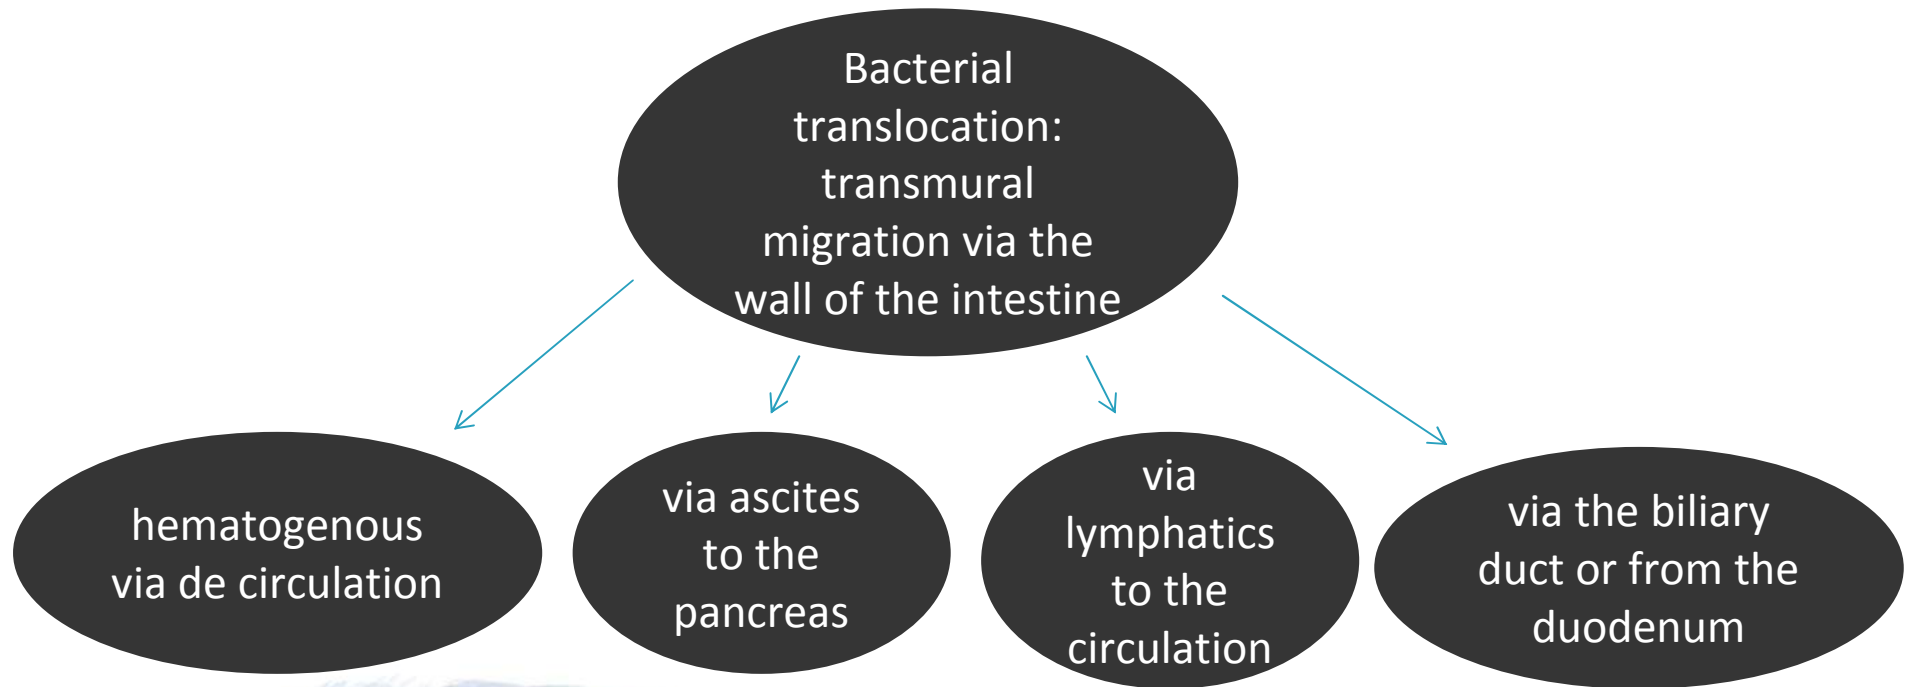 Bacterial
translocation:
transmural
migration via the
wall of the intestine
hematogenous
via de circulation
via ascites
to the
pancreas
via
lymphatics
to the
circulation
via the biliary
duct or from the
duodenum